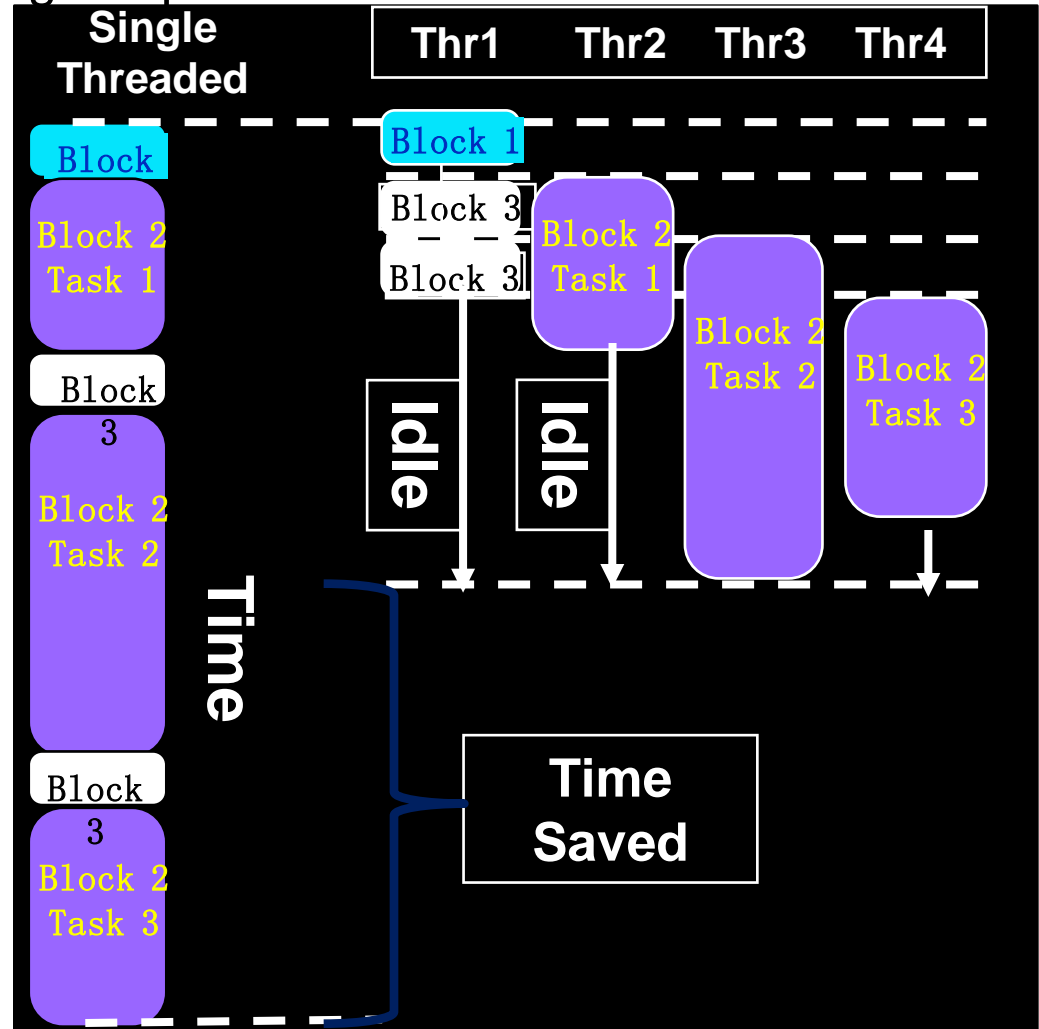 Single
Threaded
Thr1 Thr2 Thr3 Thr4
Block
Block 2
Task 1
Block
3
Block 2
Task 2
Block
3
Block 2
Task 3
Time
Block 1
Block 3
Block 3
Block 2
Task 1
Block 2
Task 2
Block 2
Task 3
Idle
Idle
Time
Saved